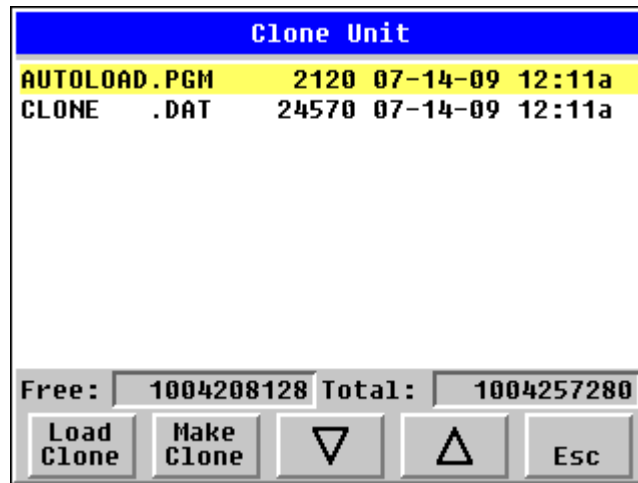 Clone Unit
AUTOLOAD.PGM 2120 07-14-09 12:11a
CLONE .DAT 24570 07-14-09 12:11a
Free: 1004208128 Total: 1004257280
Load Clone Make Clone Esc